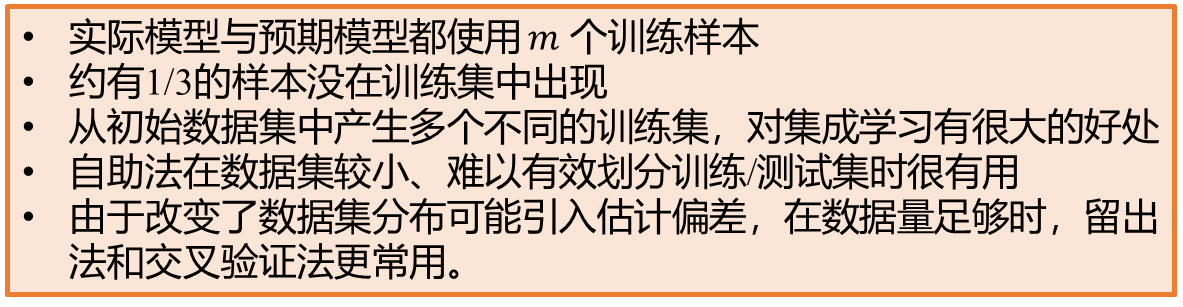 • 实际模型与预期模型都使用 m 个训练样本
• 约有1/3的样本没在训练集中出现
• 从初始数据集中产生多个不同的训练集，对集成学习有很大的好处
• 自助法在数据集较小、难以有效划分训练/测试集时很有用
• 由于改变了数据集分布可能引入估计偏差，在数据量足够时，留出
法和交叉验证法更常用。